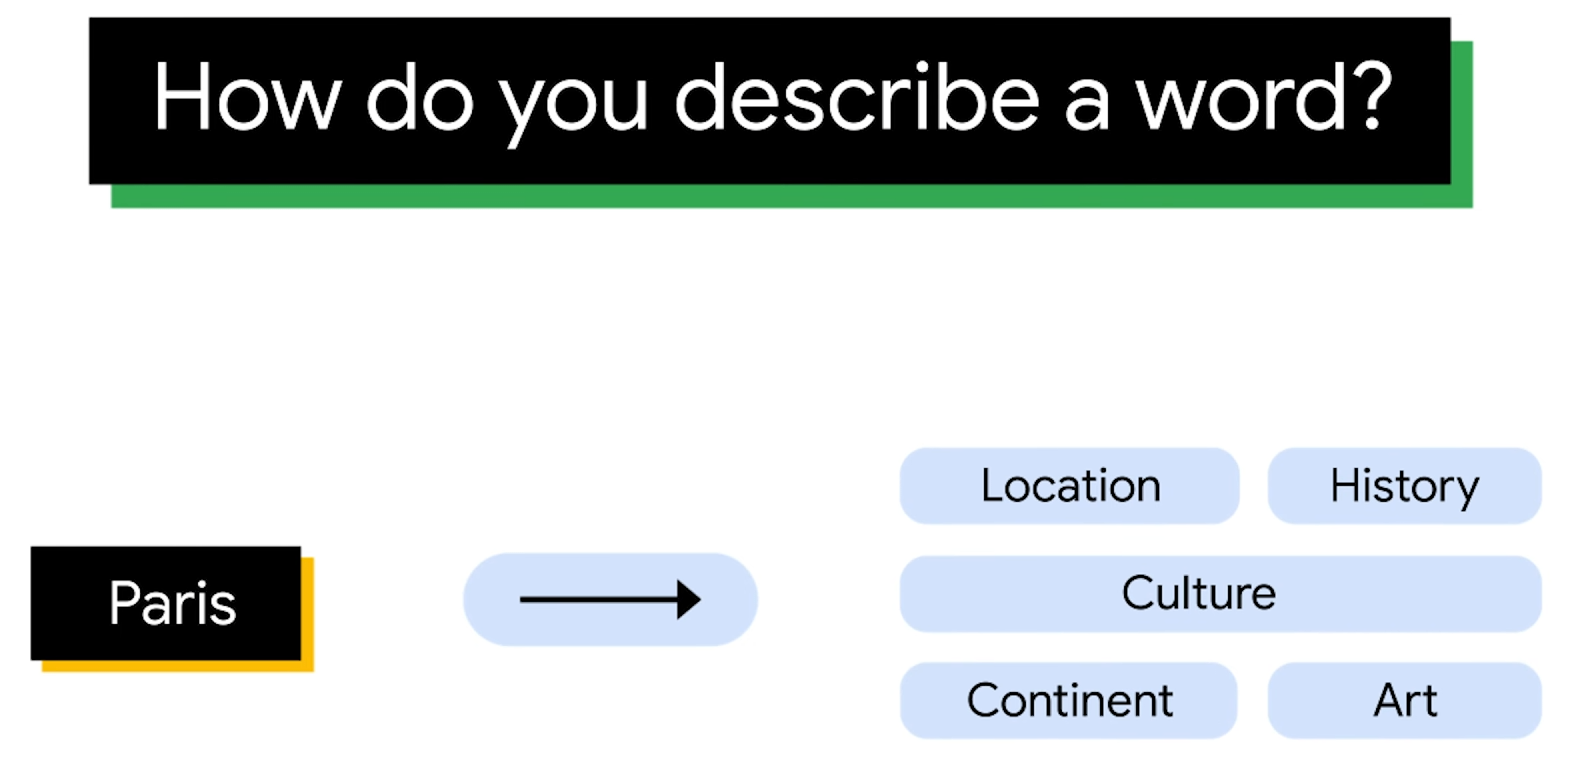 How do you describe a word?
Paris
Location
History
Culture
Continent
Art